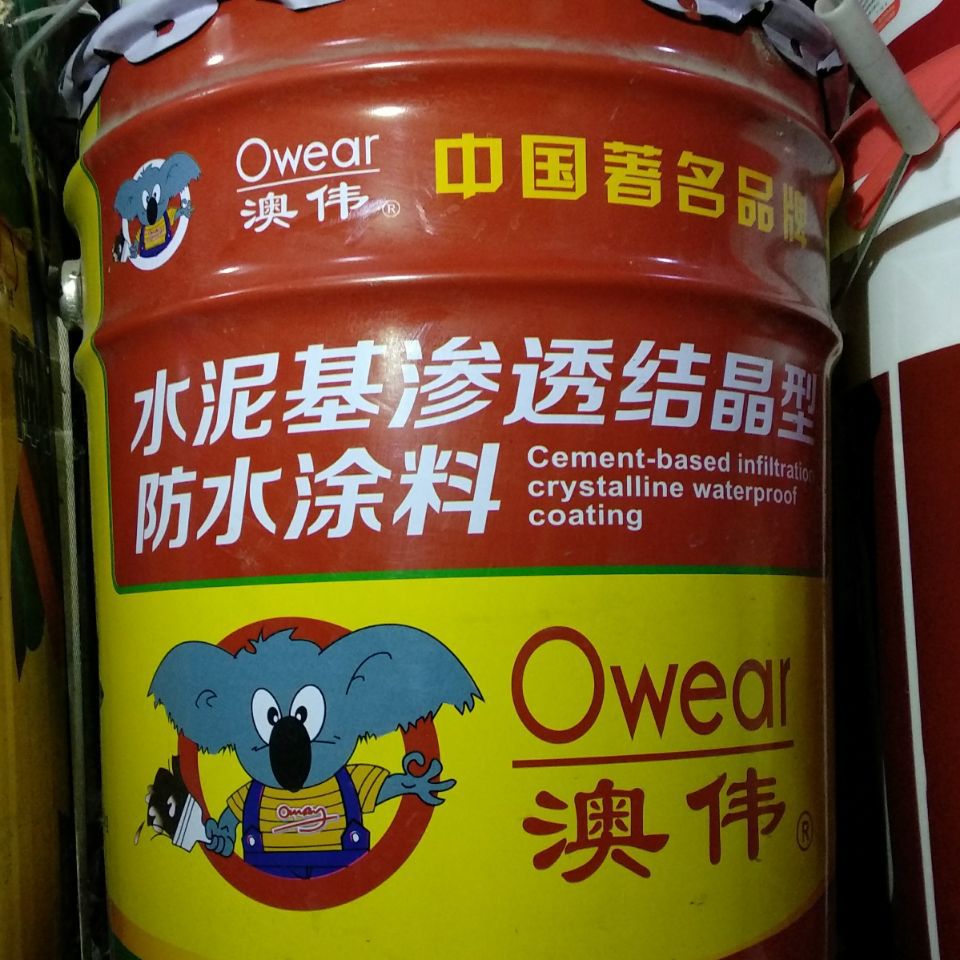 Owear
澳伟®
中国著名品牌
水泥基渗透结晶型
防水涂料
Cement-based infiltration
crystalline waterproof
coating
Owear
澳伟®